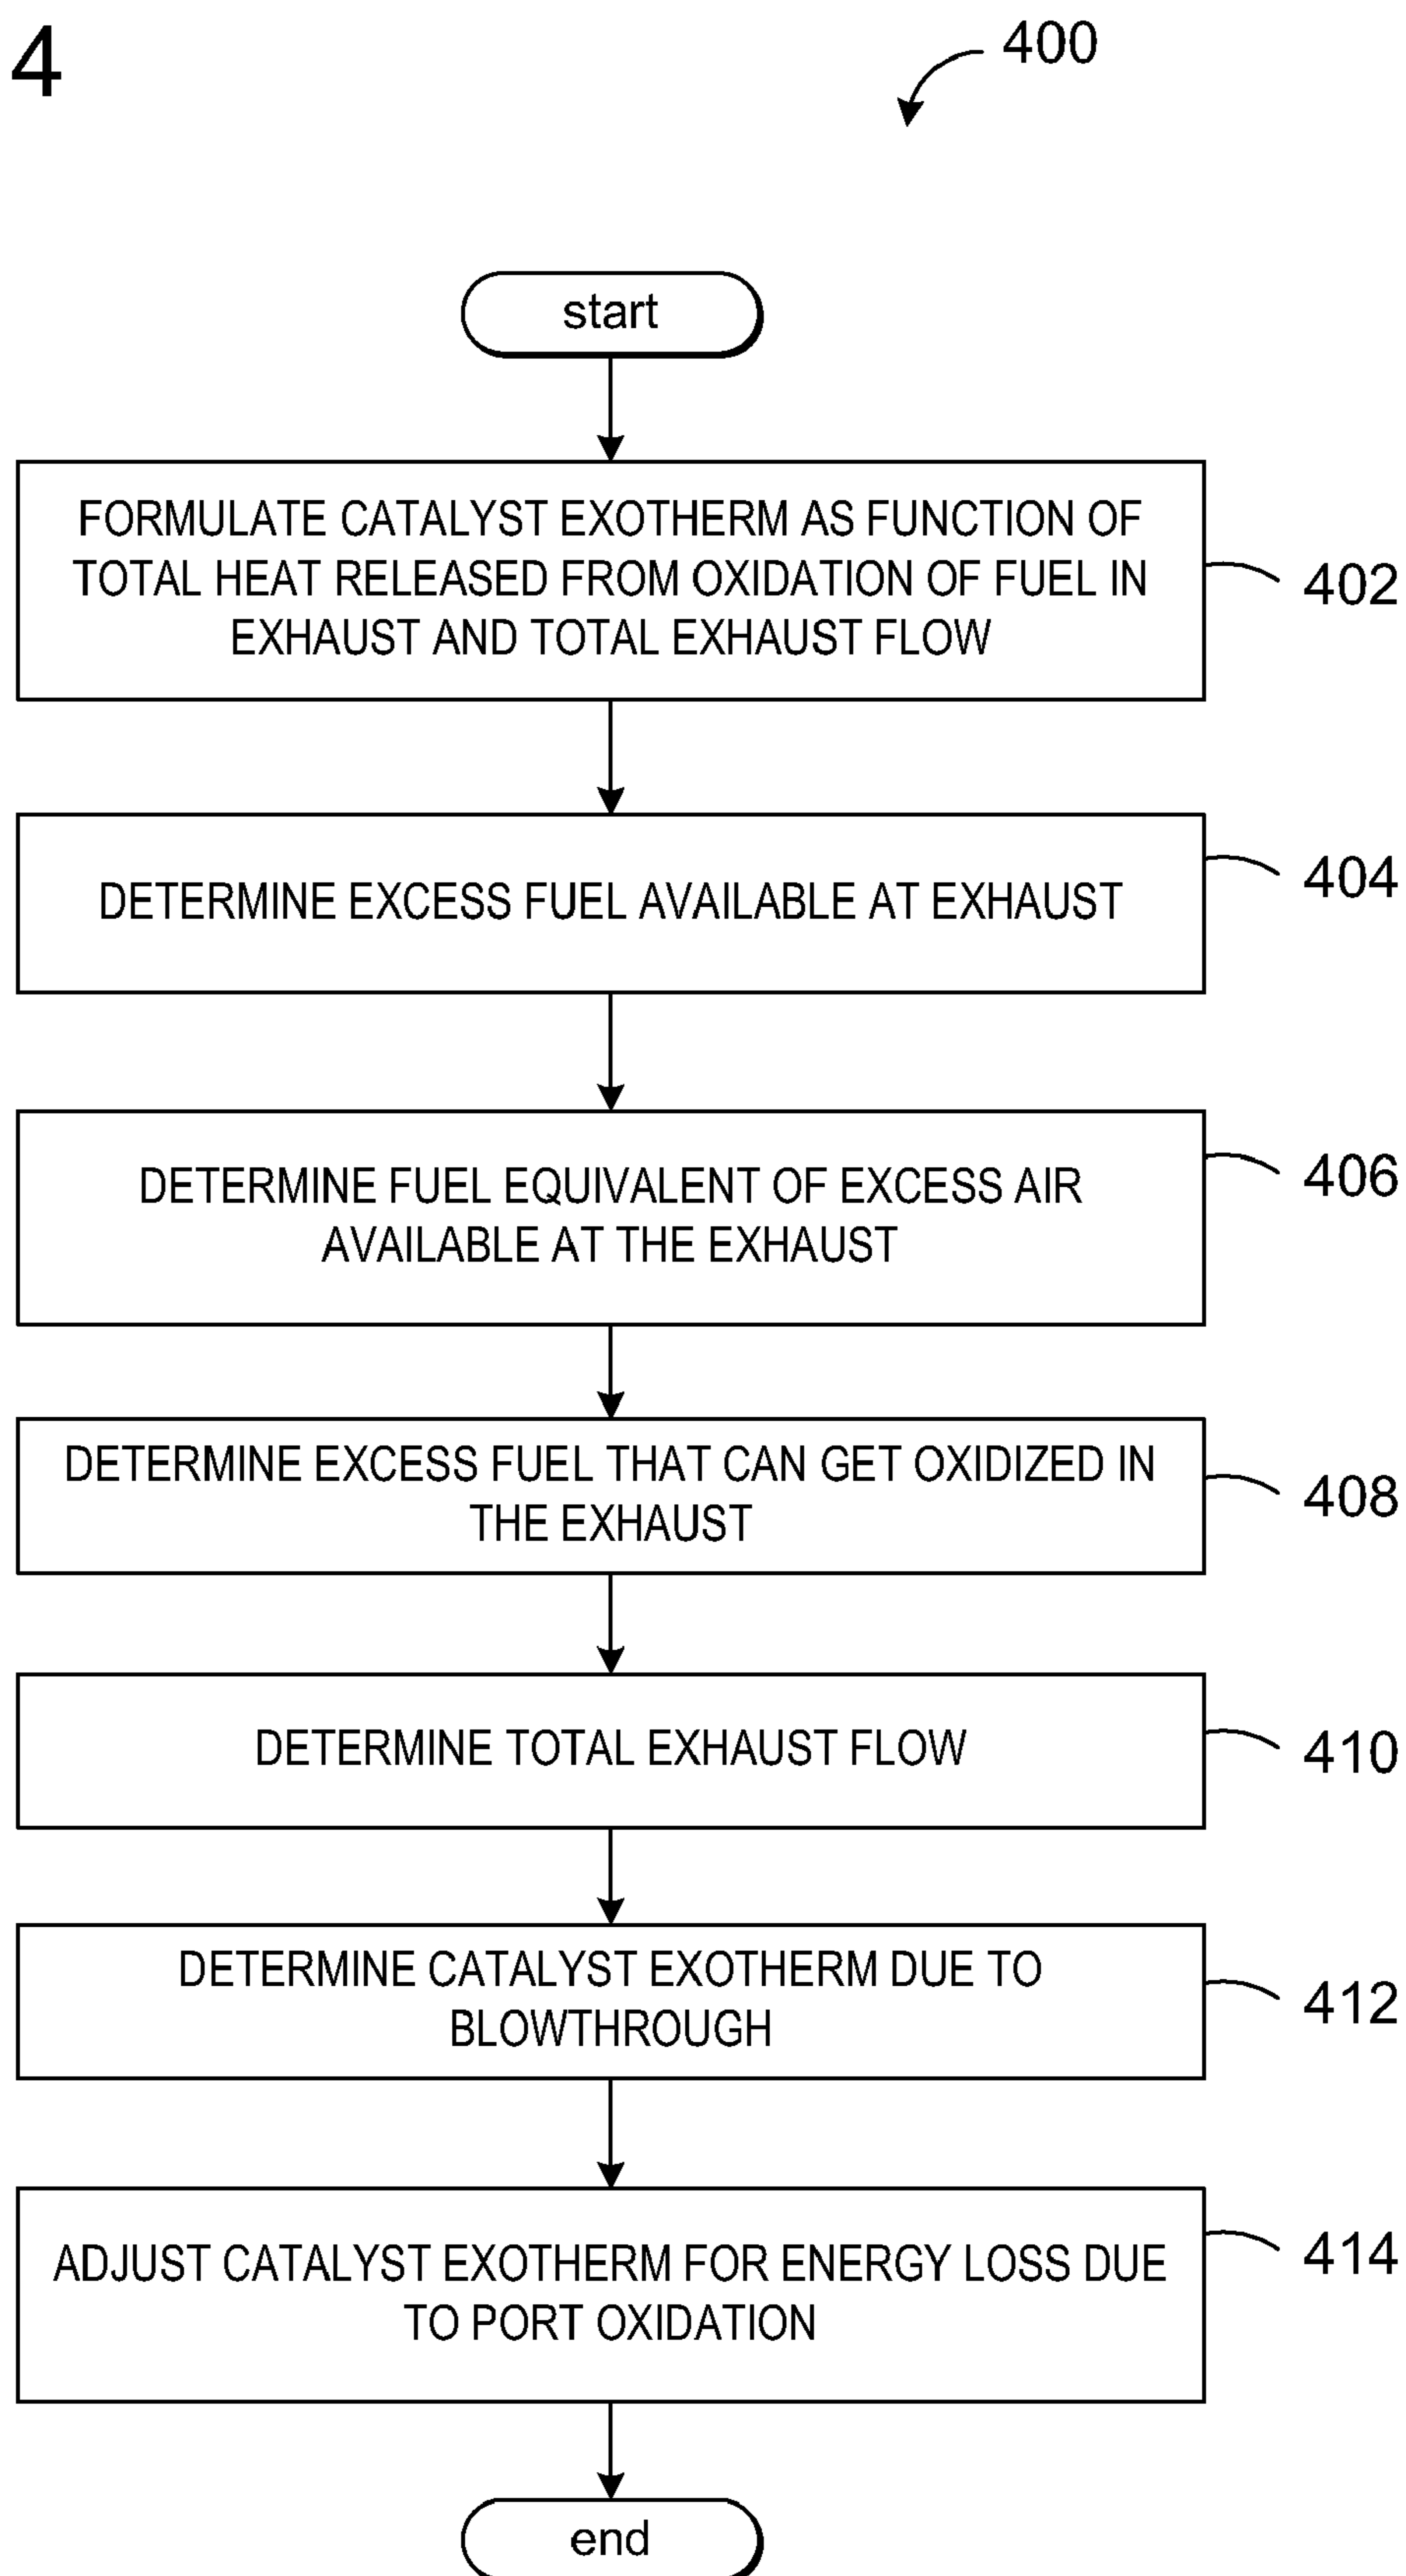 4
400
start
FORMULATE CATALYST EXOTHERM AS FUNCTION OF
TOTAL HEAT RELEASED FROM OXIDATION OF FUEL IN
EXHAUST AND TOTAL EXHAUST FLOW
402
DETERMINE EXCESS FUEL AVAILABLE AT EXHAUST
404
DETERMINE FUEL EQUIVALENT OF EXCESS AIR
AVAILABLE AT THE EXHAUST
406
DETERMINE EXCESS FUEL THAT CAN GET OXIDIZED IN
THE EXHAUST
408
DETERMINE TOTAL EXHAUST FLOW
410
DETERMINE CATALYST EXOTHERM DUE TO
BLOWTHROUGH
412
ADJUST CATALYST EXOTHERM FOR ENERGY LOSS DUE
TO PORT OXIDATION
414
end